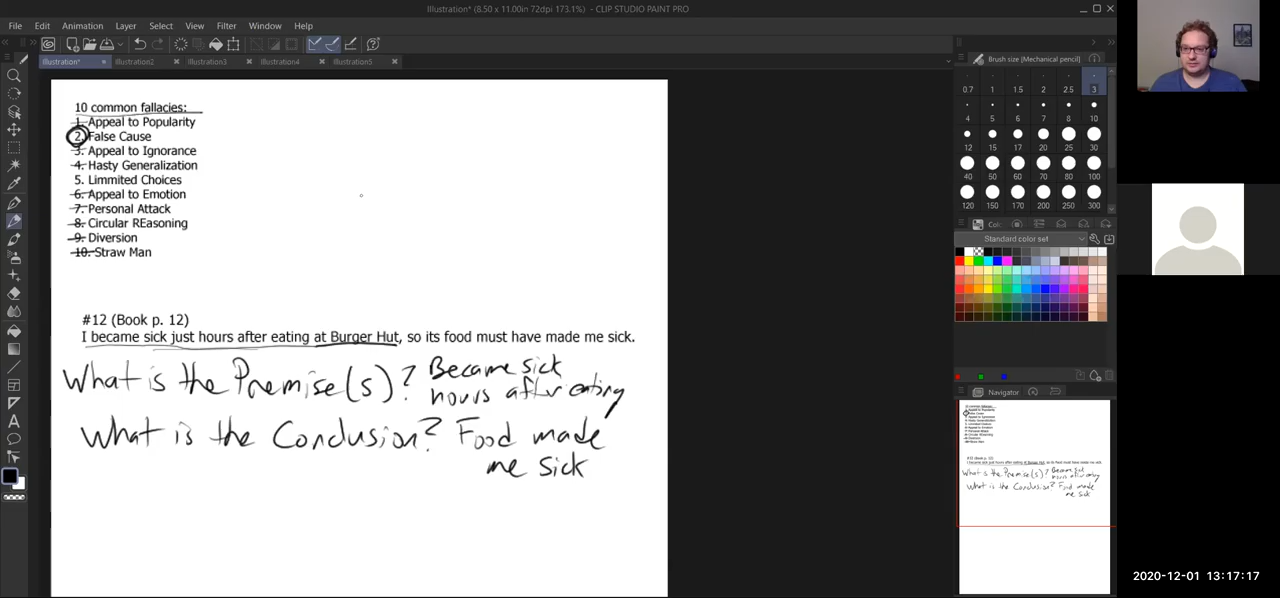 Illustration* (8.50 x 11.00in 72dpi 173.1%) - CLIP STUDIO PAINT PRO
File Edit Animation Layer Select View Filter Window Help
Illustration* Illustration2 Illustration3 Illustration4 Illustration5
Brush size [Mechanical pencil]
0.7 1 1.5 2 2.5 3
4 5 6 7 8 10
12 15 17 20 25 30
40 50 60 70 80 100
120 150 170 200 250 300
Standard color set
Navigator
10 common fallacies:
1. Appeal to Popularity
2. False Cause
3. Appeal to Ignorance
4. Hasty Generalization
5. Limmited Choices
6. Appeal to Emotion
7. Personal Attack
8. Circular REasoning
9. Diversion
10. Straw Man
#12 (Book p. 12)
I became sick just hours after eating at Burger Hut, so its food must have made me sick.
What is the Premise(s)? Became sick
hours after eating
What is the Conclusion? Food made
me sick
2020-12-01 13:17:17